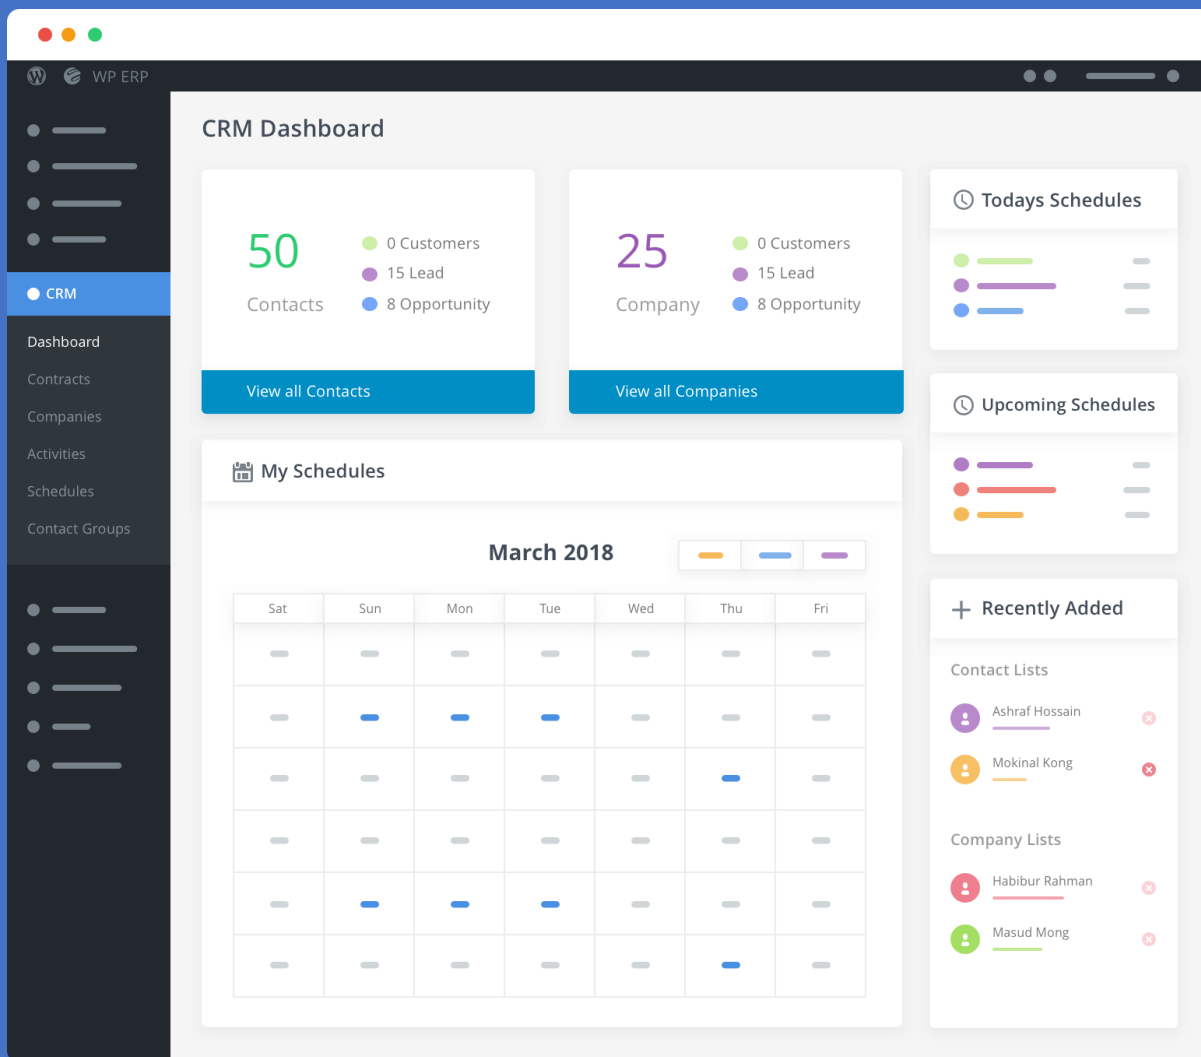 WP ERP
CRM
Dashboard
Contracts
Companies
Activities
Schedules
Contact Groups
CRM Dashboard
50
Contacts
0 Customers
15 Lead
8 Opportunity
View all Contacts
25
Company
0 Customers
15 Lead
8 Opportunity
View all Companies
My Schedules
March 2018
Sat Sun Mon Tue Wed Thu Fri
Todays Schedules
Upcoming Schedules
Recently Added
Contact Lists
Ashraf Hossain
Mokinal Kong
Company Lists
Habibur Rahman
Masud Mong